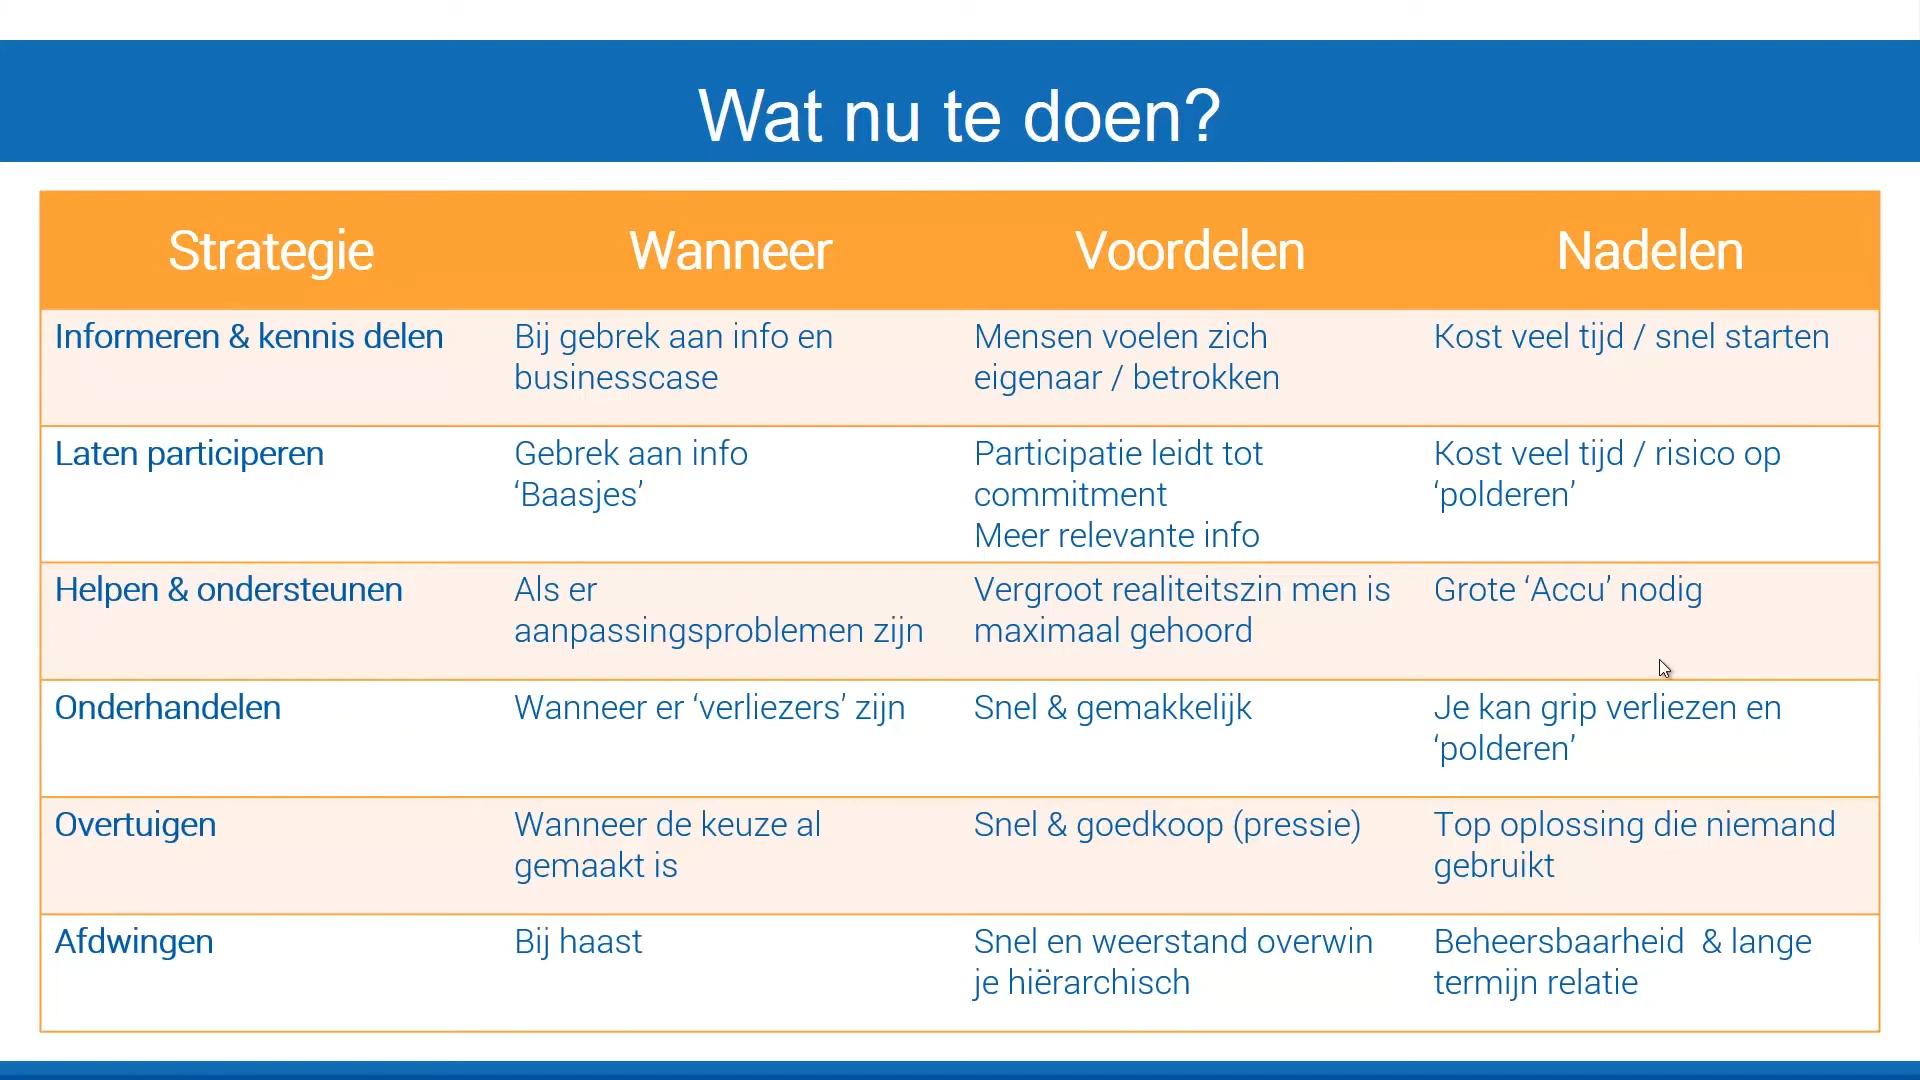 Wat nu te doen?
Strategie
Wanneer
Voordelen
Nadelen
Informeren & kennis delen
Bij gebrek aan info en
businesscase
Mensen voelen zich
eigenaar / betrokken
Kost veel tijd / snel starten
Laten participeren
Gebrek aan info
‘Baasjes’
Participatie leidt tot
commitment
Meer relevante info
Kost veel tijd / risico op
‘polderen’
Helpen & ondersteunen
Als er
aanpassingsproblemen zijn
Vergroot realiteitszin men is
maximaal gehoord
Grote ‘Accu’ nodig
Onderhandelen
Wanneer er ‘verliezers’ zijn
Snel & gemakkelijk
Je kan grip verliezen en
‘polderen’
Overtuigen
Wanneer de keuze al
gemaakt is
Snel & goedkoop (pressie)
Top oplossing die niemand
gebruikt
Afdwingen
Bij haast
Snel en weerstand overwin
je hiërarchisch
Beheersbaarheid  & lange
termijn relatie